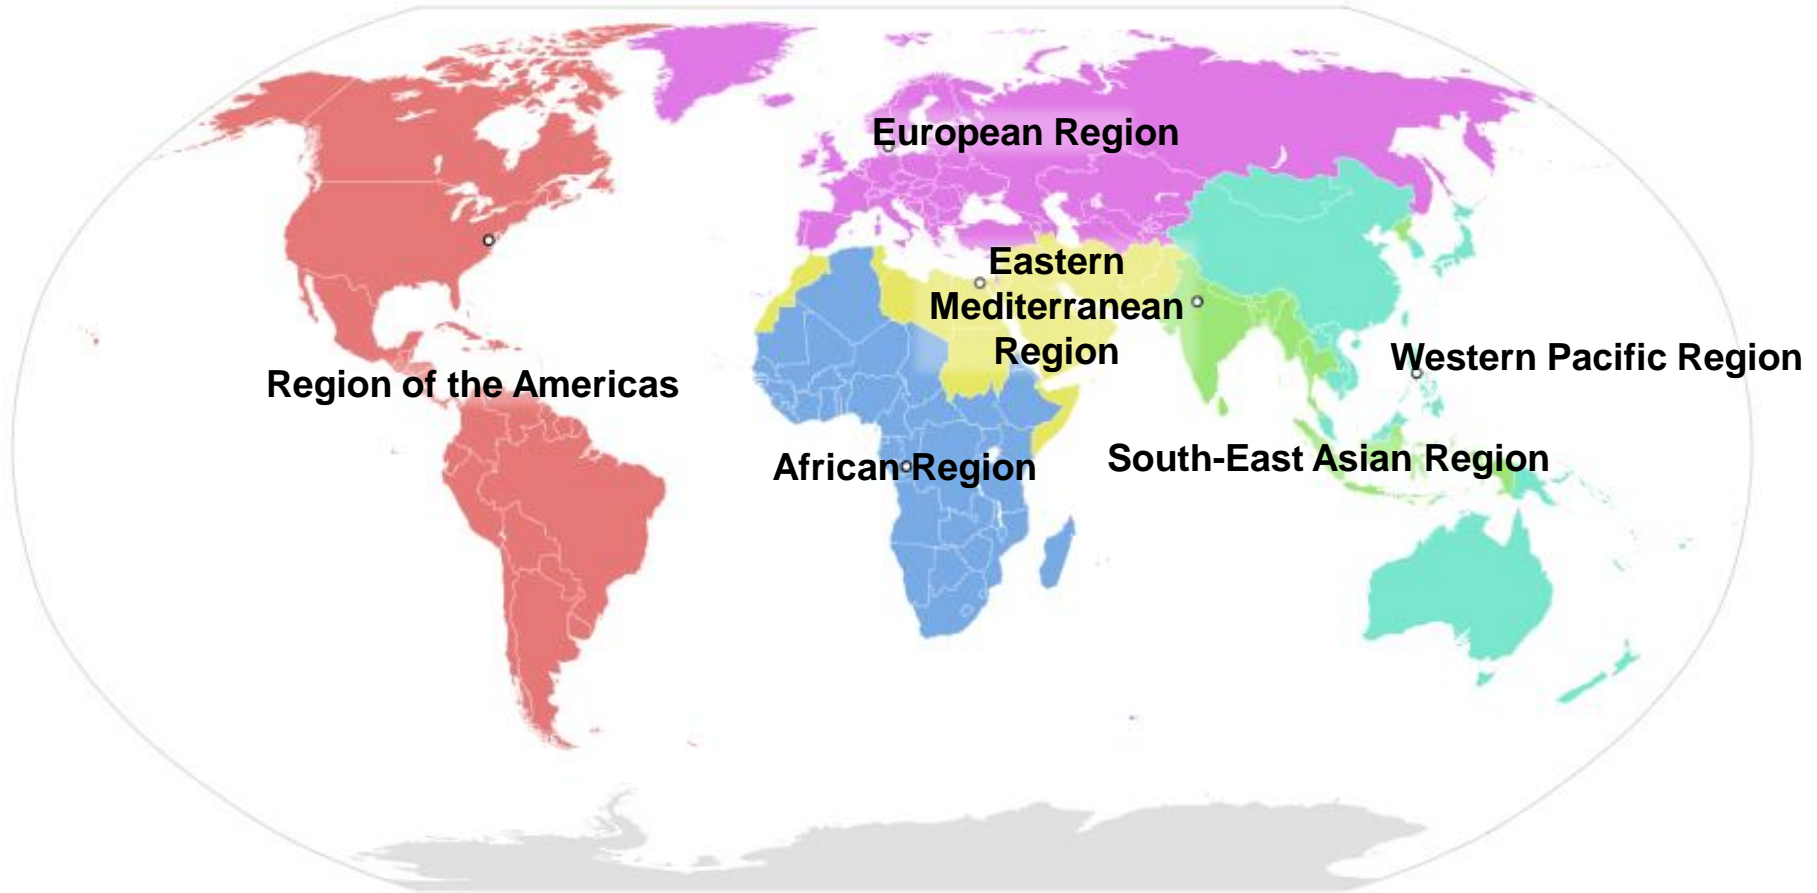 European Region
Eastern
Mediterranean
Region
Western Pacific Region
Region of the Americas
African Region
South-East Asian Region